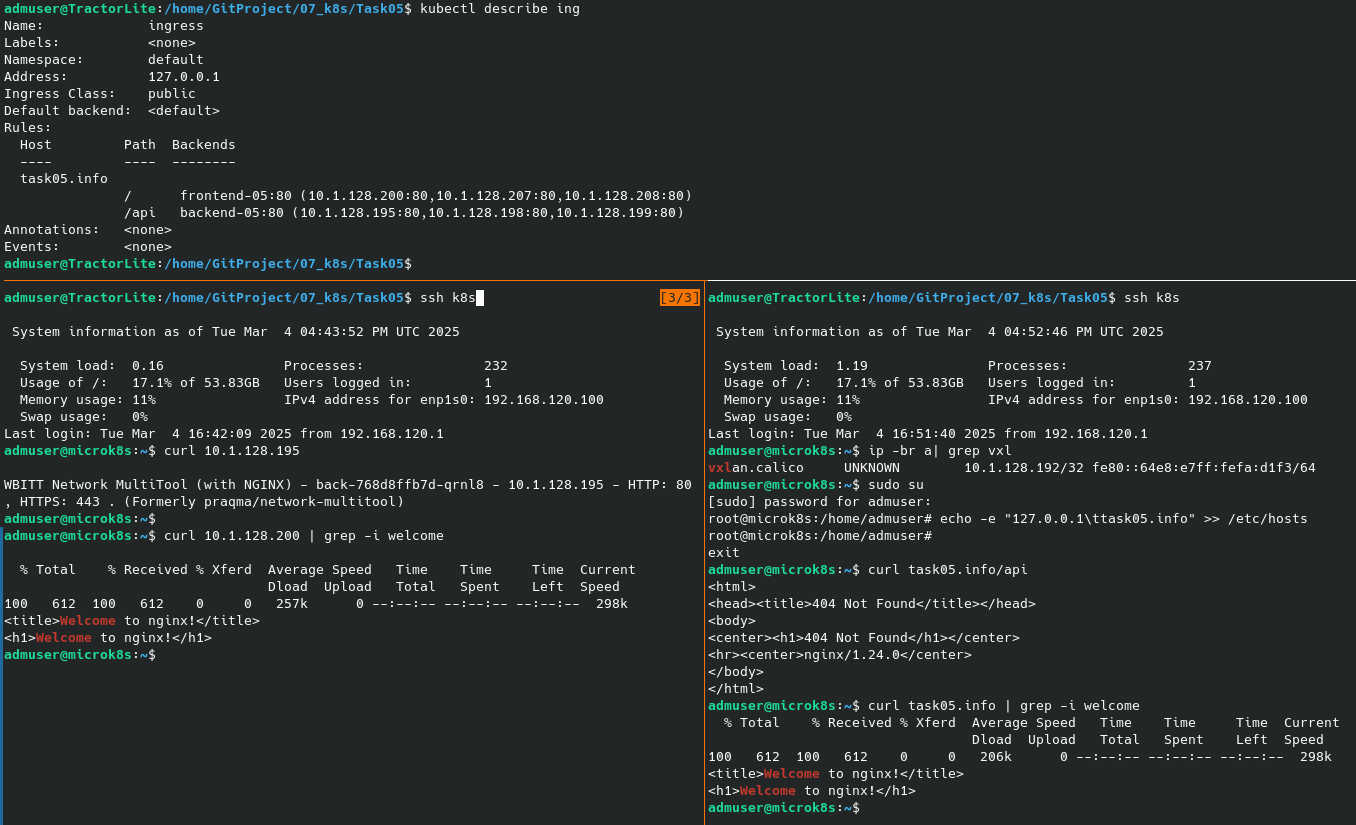 admuser@TractorLite:/home/GitProject/07_k8s/Task05$ kubectl describe ing
Name:             ingress
Labels:           <none>
Namespace:        default
Address:          127.0.0.1
Ingress Class:    public
Default backend:  <default>
Rules:
  Host         Path  Backends
  ----         ----  --------
  task05.info
               /      frontend-05:80 (10.1.128.200:80,10.1.128.207:80,10.1.128.208:80)
               /api   backend-05:80 (10.1.128.195:80,10.1.128.198:80,10.1.128.199:80)
Annotations:   <none>
Events:        <none>
admuser@TractorLite:/home/GitProject/07_k8s/Task05$
admuser@TractorLite:/home/GitProject/07_k8s/Task05$ ssh k8s [3/3]
 System information as of Tue Mar  4 04:43:52 PM UTC 2025
  System load:  0.16               Processes:               232
  Usage of /:   17.1% of 53.83GB   Users logged in:         1
  Memory usage: 11%                IPv4 address for enp1s0: 192.168.120.100
  Swap usage:   0%
Last login: Tue Mar  4 16:42:09 2025 from 192.168.120.1
admuser@microk8s:~$ curl 10.1.128.195
WBITT Network MultiTool (with NGINX) - back-768d8ffb7d-qrnl8 - 10.1.128.195 - HTTP: 80
, HTTPS: 443 . (Formerly praqma/network-multitool)
admuser@microk8s:~$
admuser@microk8s:~$ curl 10.1.128.200 | grep -i welcome
  % Total    % Received % Xferd  Average Speed   Time    Time     Time  Current
                                 Dload  Upload   Total   Spent    Left  Speed
100   612  100   612    0     0   257k      0 --:--:-- --:--:-- --:--:--  298k
<title>Welcome to nginx!</title>
<h1>Welcome to nginx!</h1>
admuser@microk8s:~$
admuser@TractorLite:/home/GitProject/07_k8s/Task05$ ssh k8s
 System information as of Tue Mar  4 04:52:46 PM UTC 2025
  System load:  1.19               Processes:               237
  Usage of /:   17.1% of 53.83GB   Users logged in:         1
  Memory usage: 11%                IPv4 address for enp1s0: 192.168.120.100
  Swap usage:   0%
Last login: Tue Mar  4 16:51:40 2025 from 192.168.120.1
admuser@microk8s:~$ ip -br a| grep vxl
vxlan.calico     UNKNOWN        10.1.128.192/32 fe80::64e8:e7ff:fefa:d1f3/64
admuser@microk8s:~$ sudo su
[sudo] password for admuser:
root@microk8s:/home/admuser# echo -e "127.0.0.1\ttask05.info" >> /etc/hosts
root@microk8s:/home/admuser#
exit
admuser@microk8s:~$ curl task05.info/api
<html>
<head><title>404 Not Found</title></head>
<body>
<center><h1>404 Not Found</h1></center>
<hr><center>nginx/1.24.0</center>
</body>
</html>
admuser@microk8s:~$ curl task05.info | grep -i welcome
  % Total    % Received % Xferd  Average Speed   Time    Time     Time  Current
                                 Dload  Upload   Total   Spent    Left  Speed
100   612  100   612    0     0   206k      0 --:--:-- --:--:-- --:--:--  298k
<title>Welcome to nginx!</title>
<h1>Welcome to nginx!</h1>
admuser@microk8s:~$